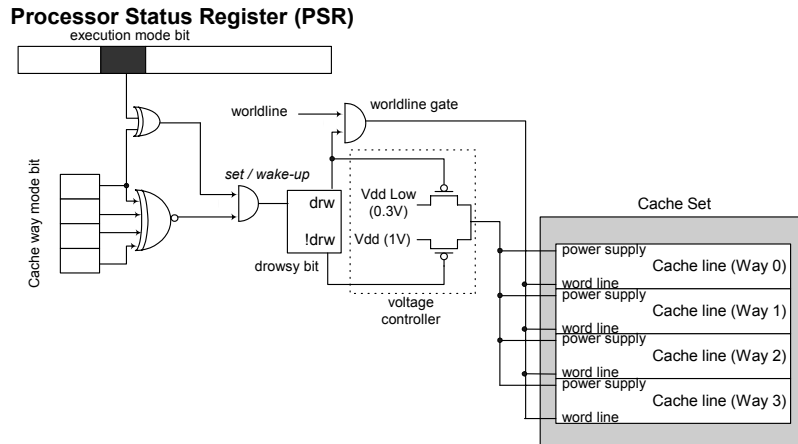 Processor Status Register (PSR)
execution mode bit
worldline
worldline gate
set / wake-up
Cache way mode bit
drw
!drw
drowsy bit
Vdd Low
(0.3V)
Vdd (1V)
voltage
controller
Cache Set
power supply
Cache line (Way 0)
word line
power supply
Cache line (Way 1)
word line
power supply
Cache line (Way 2)
word line
power supply
Cache line (Way 3)
word line